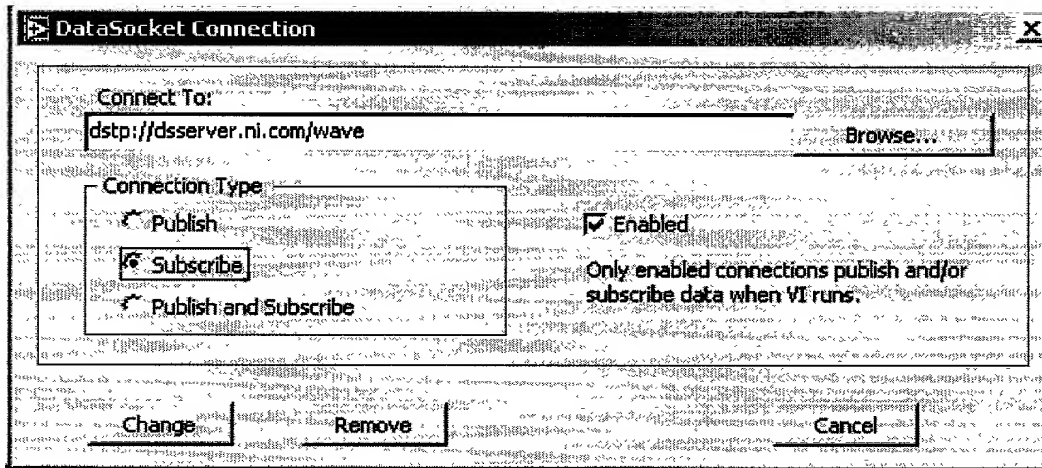 DataSocket Connection
Connect To:
dstp://dsserver.ni.com/wave
Browse...
Connection Type
Publish
Subscribe
Publish and Subscribe
Enabled
Only enabled connections publish and/or
subscribe data when VI runs.
Change Remove Cancel